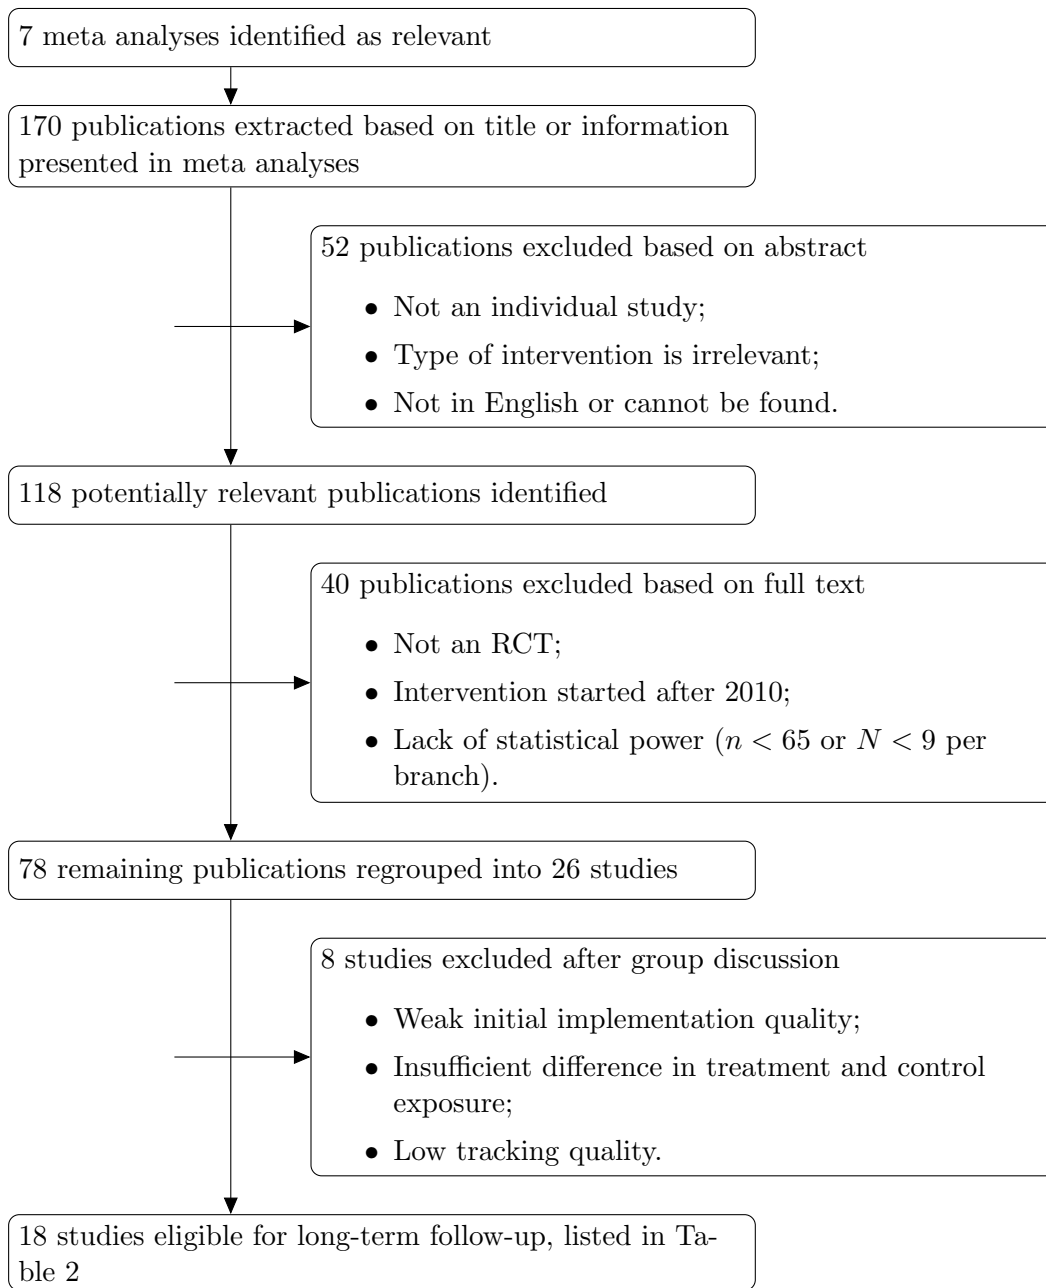 7 meta analyses identified as relevant
170 publications extracted based on title or information
presented in meta analyses
52 publications excluded based on abstract
• Not an individual study;
• Type of intervention is irrelevant;
• Not in English or cannot be found.
118 potentially relevant publications identified
40 publications excluded based on full text
• Not an RCT;
• Intervention started after 2010;
• Lack of statistical power (n < 65 or N < 9 per
branch).
78 remaining publications regrouped into 26 studies
8 studies excluded after group discussion
• Weak initial implementation quality;
• Insufficient difference in treatment and control
exposure;
• Low tracking quality.
18 studies eligible for long-term follow-up, listed in Ta-
ble 2